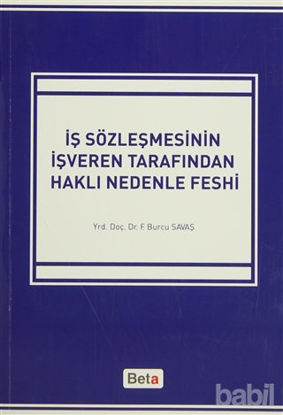 İŞ SÖZLEŞMESİNİN
İŞVEREN TARAFINDAN
HAKLI NEDENLE FESHİ
Yrd. Doç. Dr. F. Burcu SAVAŞ
Beta
babil